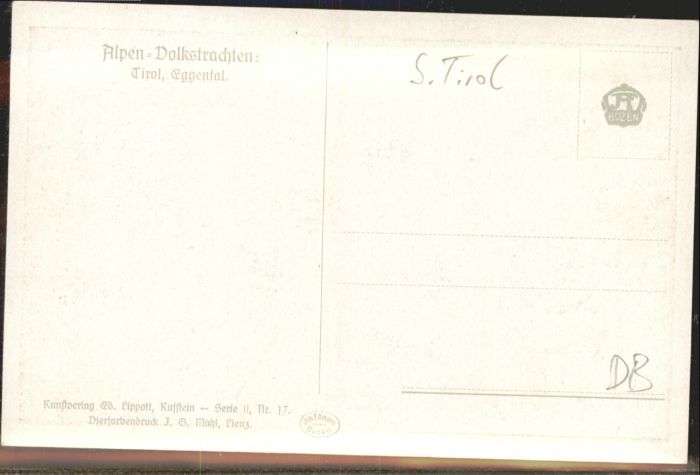 Alpen-Volkstrachten:
Tirol, Eggental.
S. Tirol
BOZEN
DB
Kunstverlag Ed. Lippott, Kufstein — Serie II, Nr. 17.
Vierfarbendruck J. G. Mahl, Lienz.